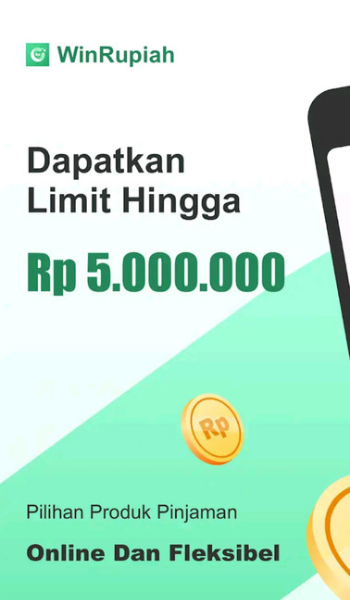 WinRupiah
Dapatkan
Limit Hingga
Rp 5.000.000
Rp
Pilihan Produk Pinjaman
Online Dan Fleksibel